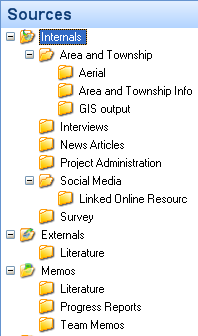 Sources
Internals
Area and Township
Aerial
Area and Township Info
GIS output
Interviews
News Articles
Project Administration
Social Media
Linked Online Resourc
Survey
Externals
Literature
Memos
Literature
Progress Reports
Team Memos